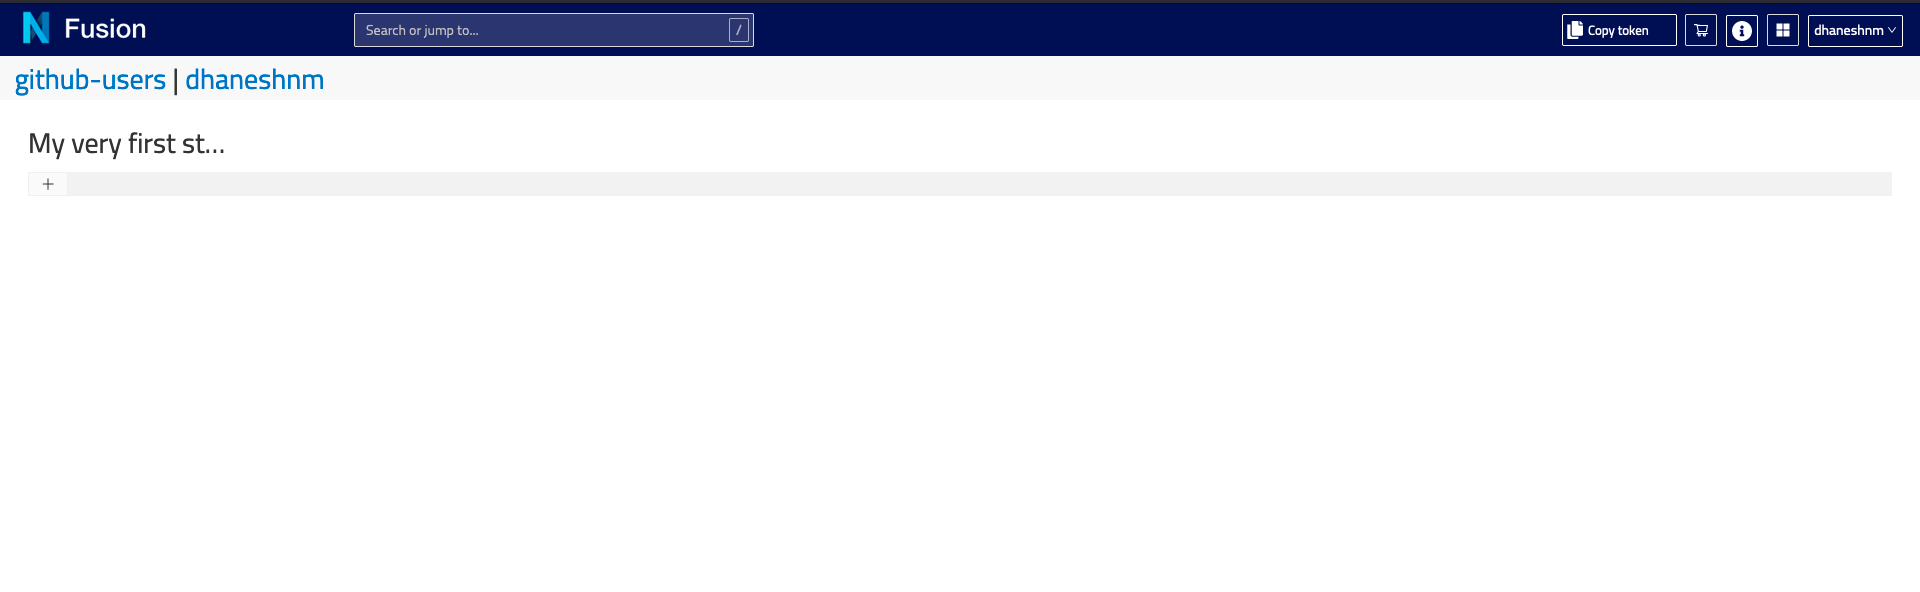 Fusion
Search or jump to...
/
Copy token
dhaneshnm
github-users | dhaneshnm
My very first st...
+